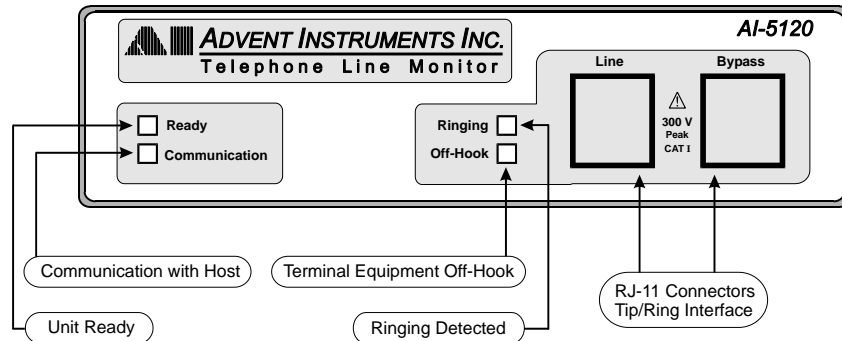 AI-5120
ADVENT INSTRUMENTS INC.
Telephone Line Monitor
Line
Bypass
Ready
Communication
Ringing
Off-Hook
300 V
Peak
CAT I
Communication with Host
Terminal Equipment Off-Hook
RJ-11 Connectors
Tip/Ring Interface
Unit Ready
Ringing Detected